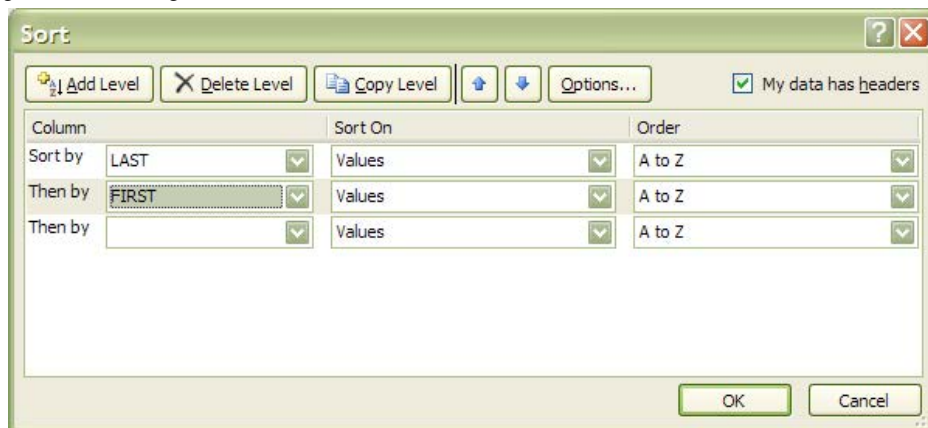 Sort
Add Level Delete Level Copy Level Options... My data has headers
Column Sort On Order
Sort by LAST Values A to Z
Then by FIRST Values A to Z
Then by Values A to Z
OK Cancel